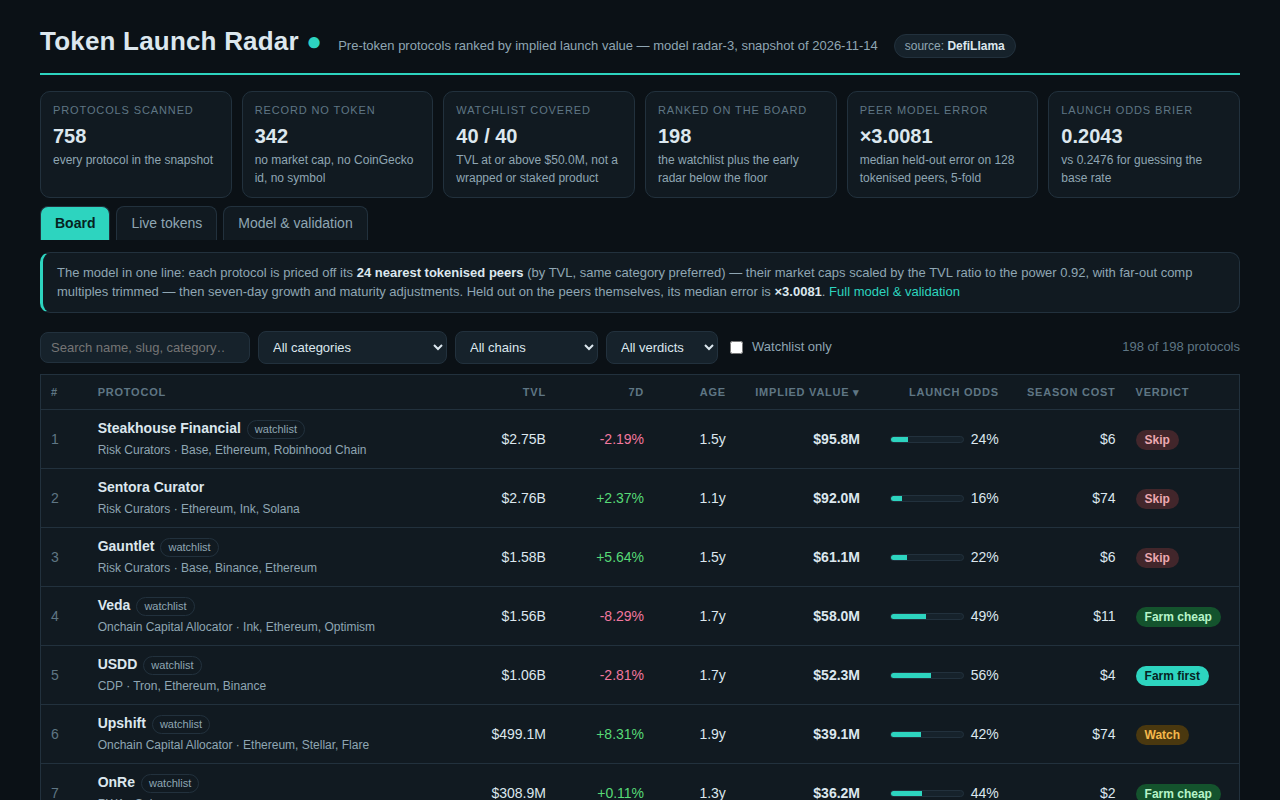 Token Launch Radar
Pre-token protocols ranked by implied launch value — model radar-3, snapshot of 2026-11-14
source: DefiLlama
PROTOCOLS SCANNED
758
every protocol in the snapshot
RECORD NO TOKEN
342
no market cap, no CoinGecko
id, no symbol
WATCHLIST COVERED
40 / 40
TVL at or above $50.0M, not a
wrapped or staked product
RANKED ON THE BOARD
198
the watchlist plus the early
radar below the floor
PEER MODEL ERROR
×3.0081
median held-out error on 128
tokenised peers, 5-fold
LAUNCH ODDS BRIER
0.2043
vs 0.2476 for guessing the
base rate
Board
Live tokens
Model & validation
The model in one line: each protocol is priced off its 24 nearest tokenised peers (by TVL, same category preferred) — their market caps scaled by the TVL ratio to the power 0.92, with far-out comp
multiples trimmed — then seven-day growth and maturity adjustments. Held out on the peers themselves, its median error is ×3.0081. Full model & validation
Search name, slug, category..
All categories
All chains
All verdicts
Watchlist only
198 of 198 protocols
# PROTOCOL TVL 7D AGE IMPLIED VALUE ▾ LAUNCH ODDS SEASON COST VERDICT
1 Steakhouse Financial watchlist $2.75B -2.19% 1.5y $95.8M 24% $6 Skip
Risk Curators · Base, Ethereum, Robinhood Chain
2 Sentora Curator $2.76B +2.37% 1.1y $92.0M 16% $74 Skip
Risk Curators · Ethereum, Ink, Solana
3 Gauntlet watchlist $1.58B +5.64% 1.5y $61.1M 22% $6 Skip
Risk Curators · Base, Binance, Ethereum
4 Veda watchlist $1.56B -8.29% 1.7y $58.0M 49% $11 Farm cheap
Onchain Capital Allocator · Ink, Ethereum, Optimism
5 USDD watchlist $1.06B -2.81% 1.7y $52.3M 56% $4 Farm first
CDP · Tron, Ethereum, Binance
6 Upshift watchlist $499.1M +8.31% 1.9y $39.1M 42% $74 Watch
Onchain Capital Allocator · Ethereum, Stellar, Flare
7 OnRe watchlist $308.9M +0.11% 1.3y $36.2M 44% $2 Farm cheap